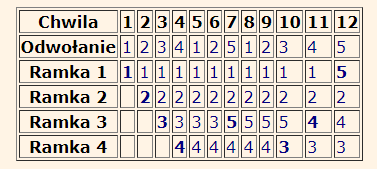 Chwila 1 2 3 4 5 6 7 8 9 10 11 12
Odwołanie 1 2 3 4 1 2 5 1 2 3 4 5
Ramka 1 1 1 1 1 1 1 1 1 1 1 1 5
Ramka 2 2 2 2 2 2 2 2 2 2 2 2
Ramka 3 3 3 3 3 5 5 5 5 4 4
Ramka 4 4 4 4 4 4 4 3 3 3